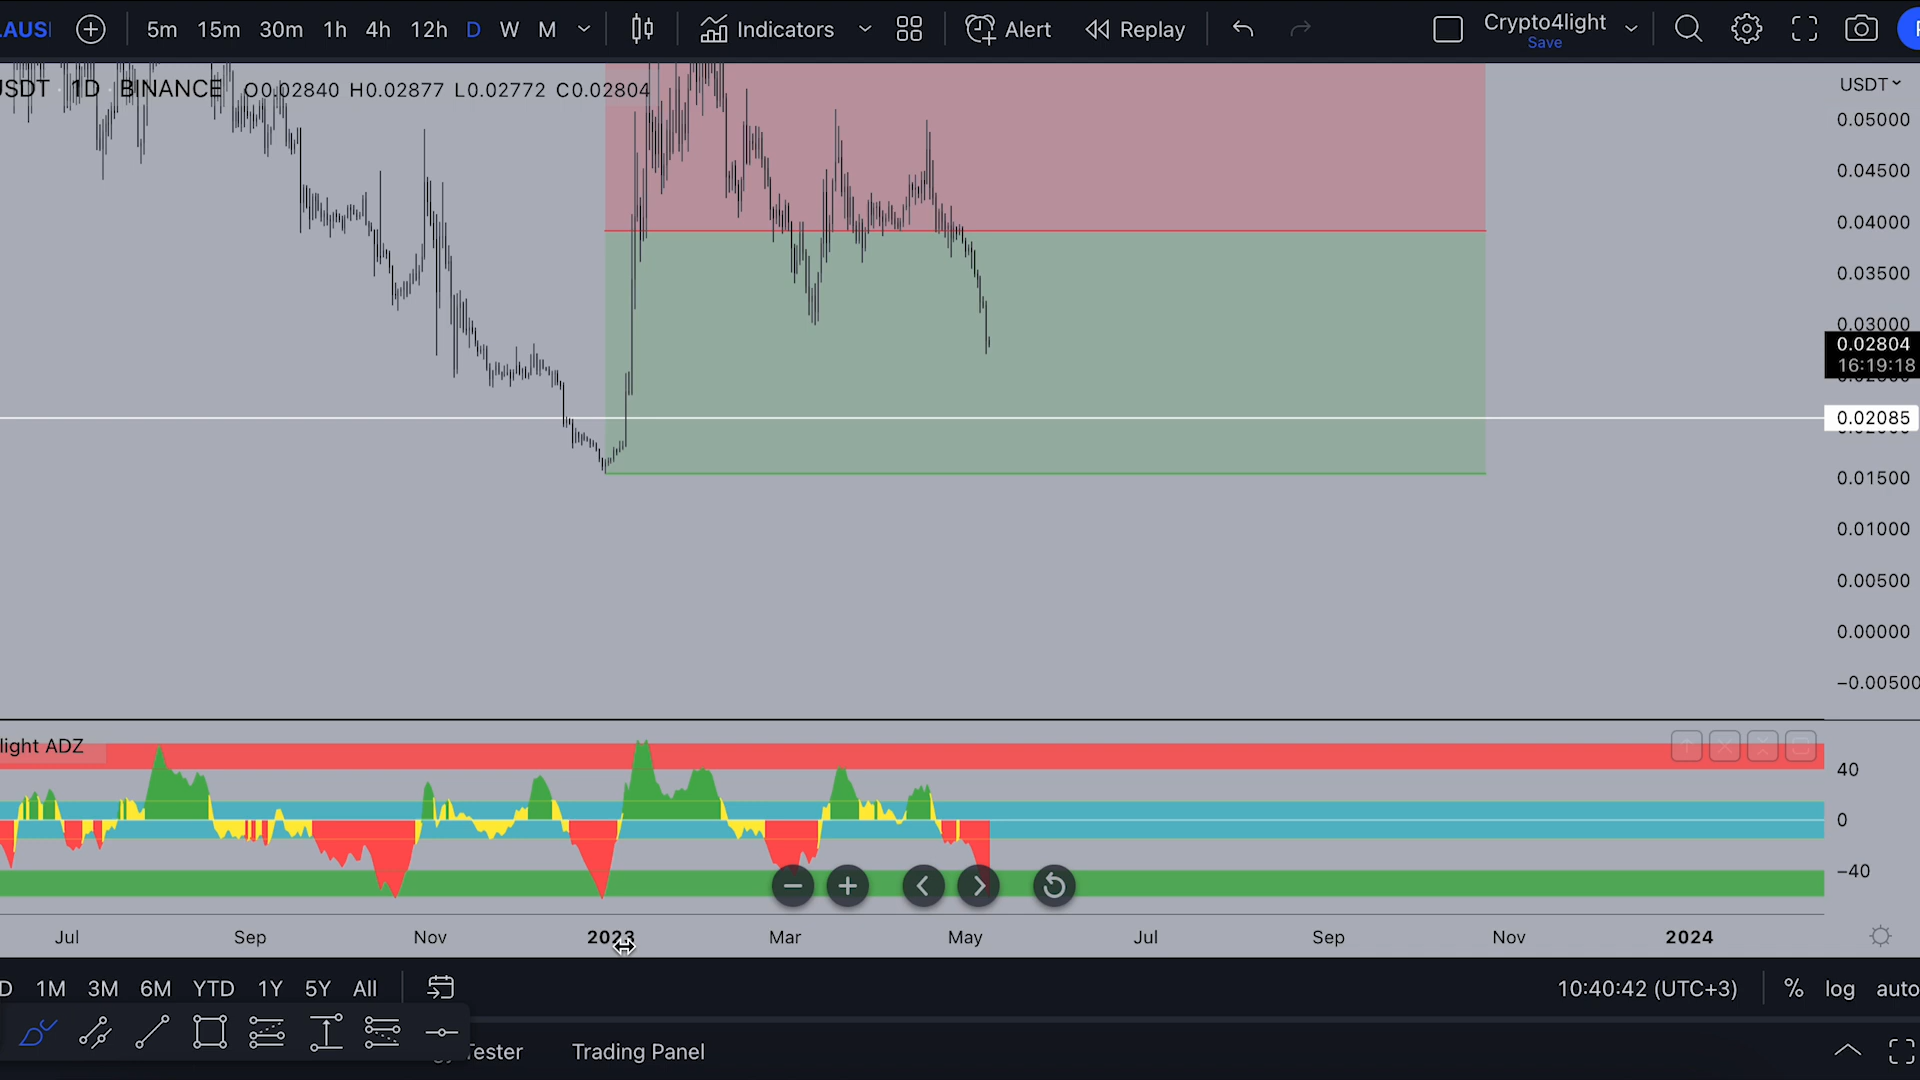 LAUSI
5m 15m 30m 1h 4h 12h D W M Indicators Alert Replay Crypto4light
Save
USDT 1D BINANCE O0.02840 H0.02877 L0.02772 C0.02804
USDT
0.05000
0.04500
0.04000
0.03500
0.03000
0.02804
16:19:18
0.02085
0.01500
0.01000
0.00500
0.00000
−0.00500
light ADZ
40
0
−40
Jul Sep Nov 2023 Mar May Jul Sep Nov 2024
D 1M 3M 6M YTD 1Y 5Y All 10:40:42 (UTC+3) % log auto
Tester Trading Panel